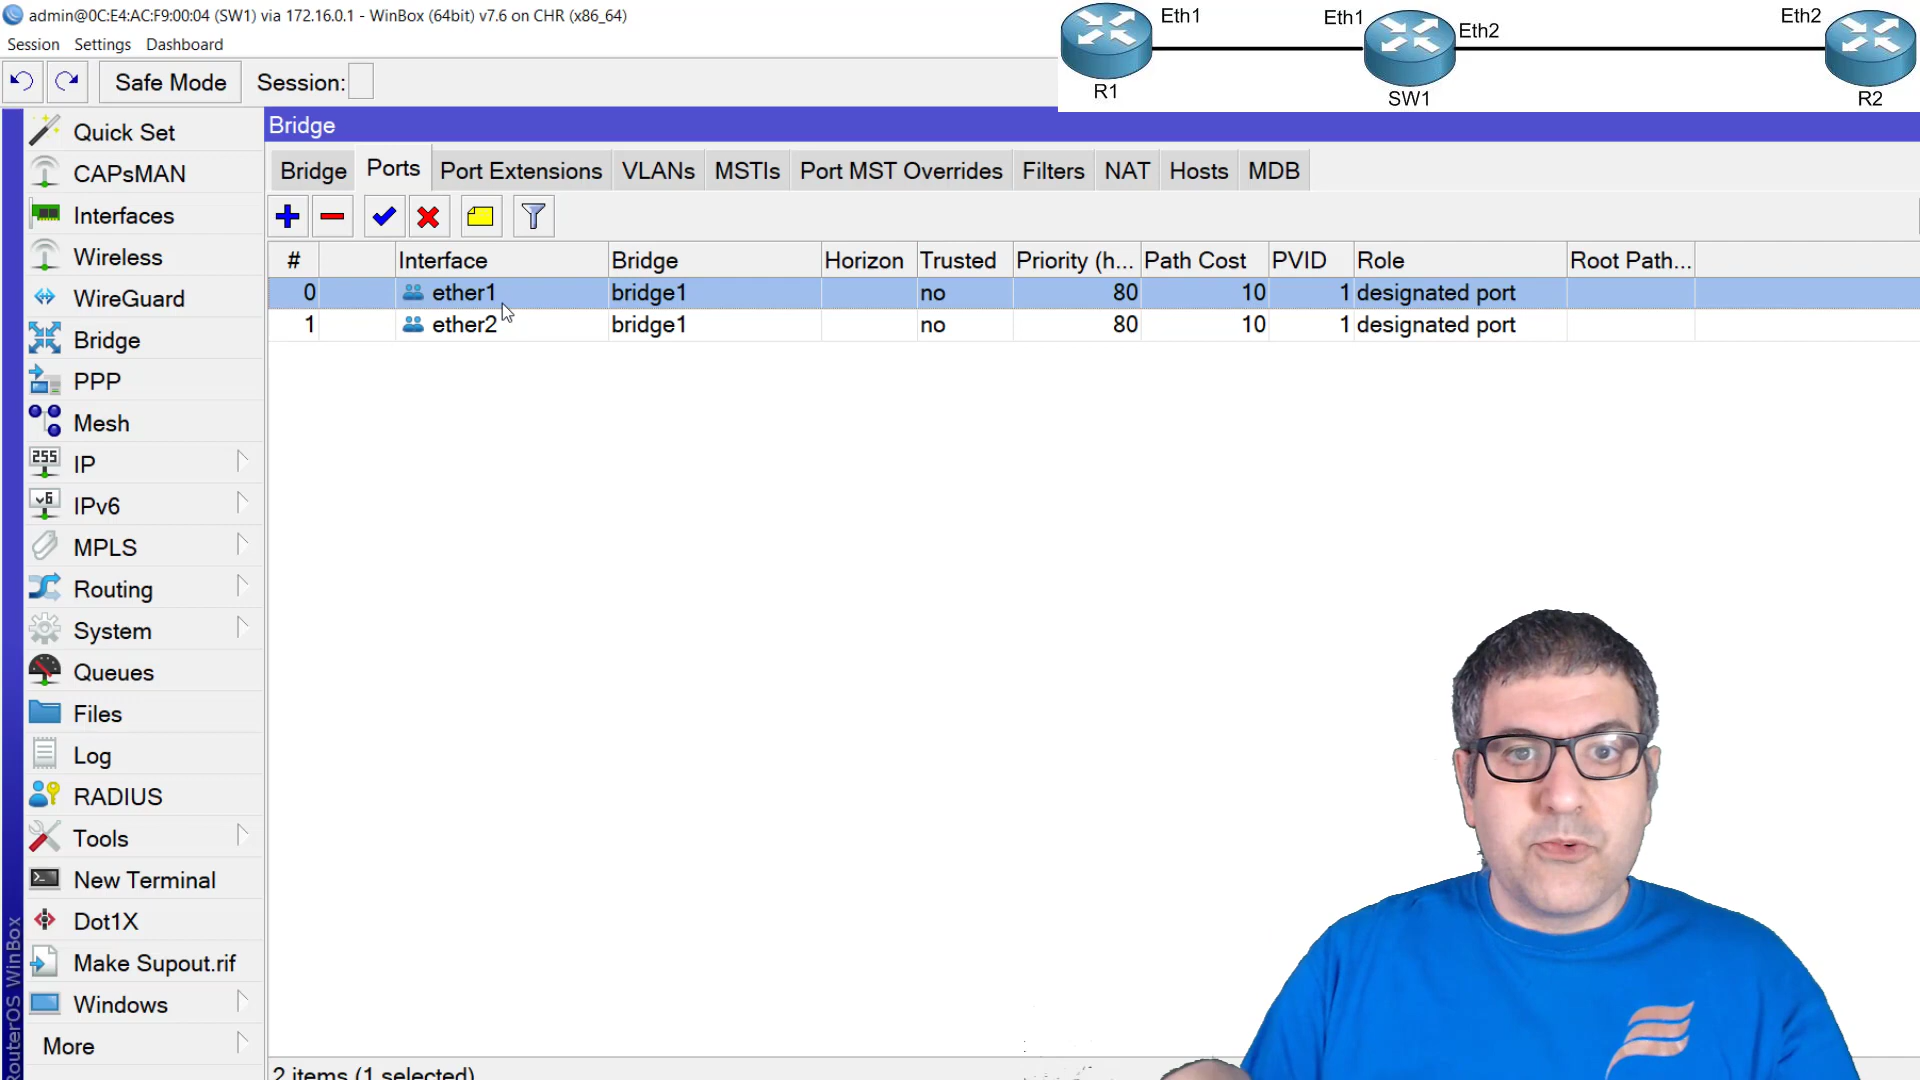 admin@0C:E4:AC:F9:00:04 (SW1) via 172.16.0.1 - WinBox (64bit) v7.6 on CHR (x86_64)
Session Settings Dashboard
Safe Mode Session:
Eth1 Eth1 Eth2 Eth2
R1 SW1 R2
Quick Set
CAPsMAN
Interfaces
Wireless
WireGuard
Bridge
PPP
Mesh
255 IP
v6 IPv6
MPLS
Routing
System
Queues
Files
Log
RADIUS
Tools
New Terminal
Dot1X
Make Supout.rif
Windows
More
RouterOS WinBox
Bridge
Bridge Ports Port Extensions VLANs MSTIs Port MST Overrides Filters NAT Hosts MDB
# Interface Bridge Horizon Trusted Priority (h... Path Cost PVID Role Root Path...
0 ether1 bridge1 no 80 10 1 designated port
1 ether2 bridge1 no 80 10 1 designated port
2 items (1 selected)